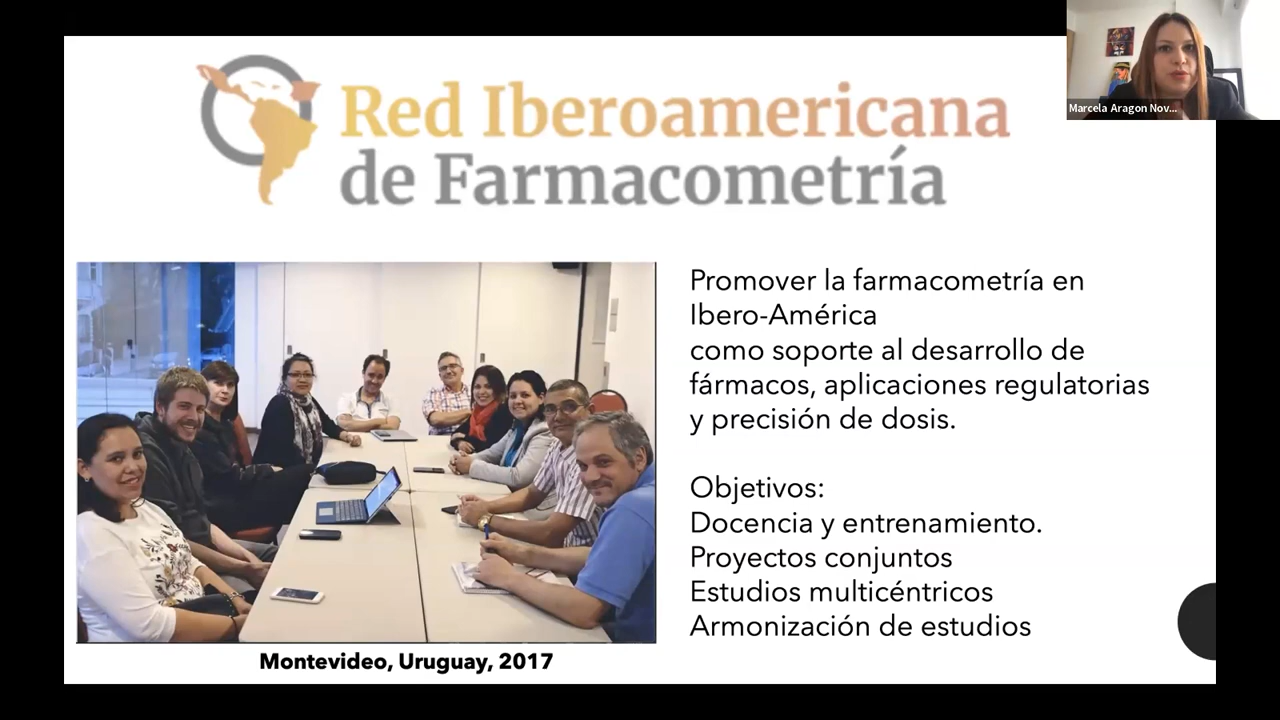 Marcela Aragon Nov...
Red Iberoamericana
de Farmacometría
Promover la farmacometría en
Ibero-América
como soporte al desarrollo de
fármacos, aplicaciones regulatorias
y precisión de dosis.
Objetivos:
Docencia y entrenamiento.
Proyectos conjuntos
Estudios multicéntricos
Armonización de estudios
Montevideo, Uruguay, 2017